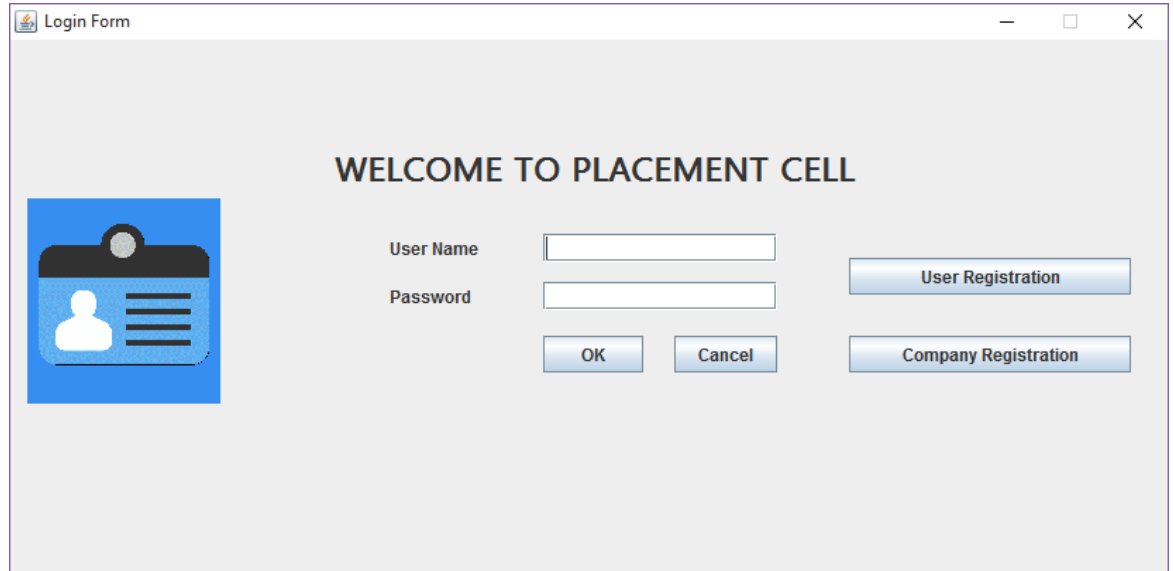 Login Form
WELCOME TO PLACEMENT CELL
User Name
User Registration
Password
OK
Cancel
Company Registration